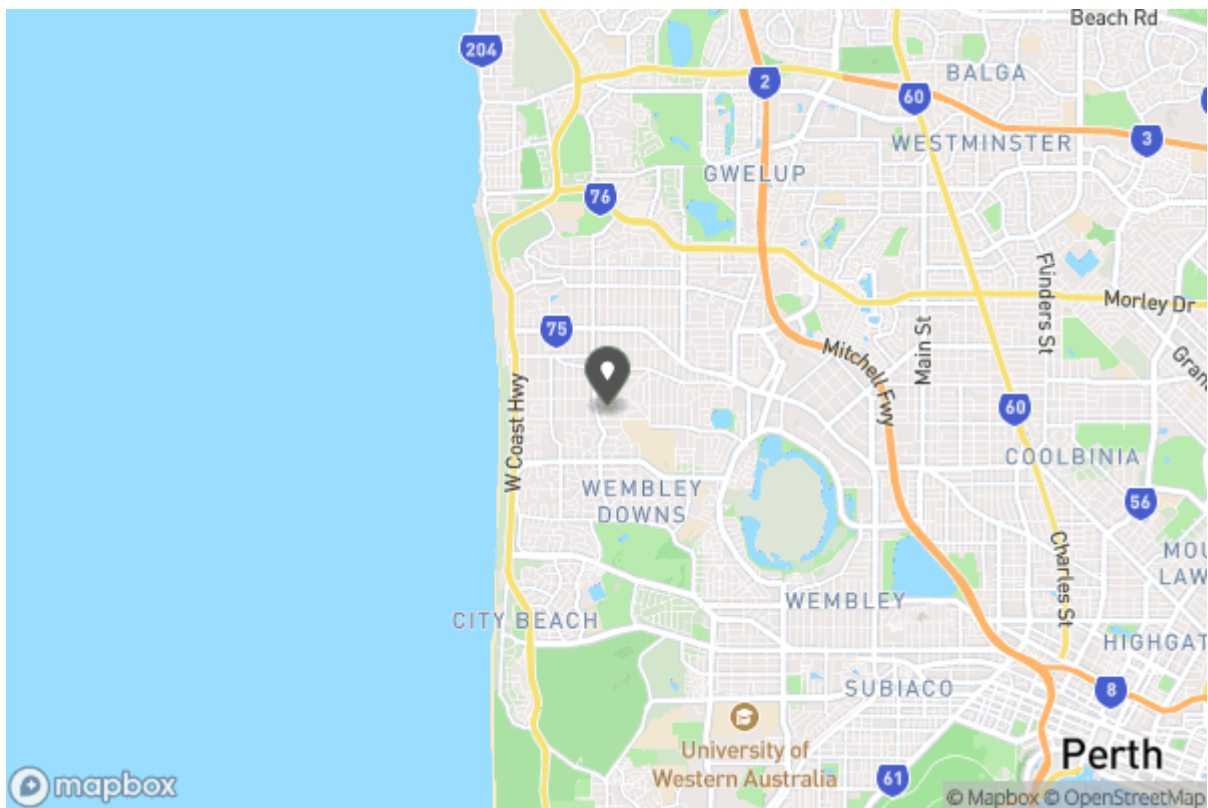 Beach Rd
204
BALGA
2
60
3
WESTMINSTER
GWELUP
76
Flinders St
Morley Dr
75
Main St
Mitchell Fwy
W Coast Hwy
60
COOLBINIA
WEMBLEY
DOWNS
56
Charles St
WEMBLEY
CITY BEACH
SUBIACO
8
University of
Western Australia
Perth
61
mapbox
© Mapbox © OpenStreetMap